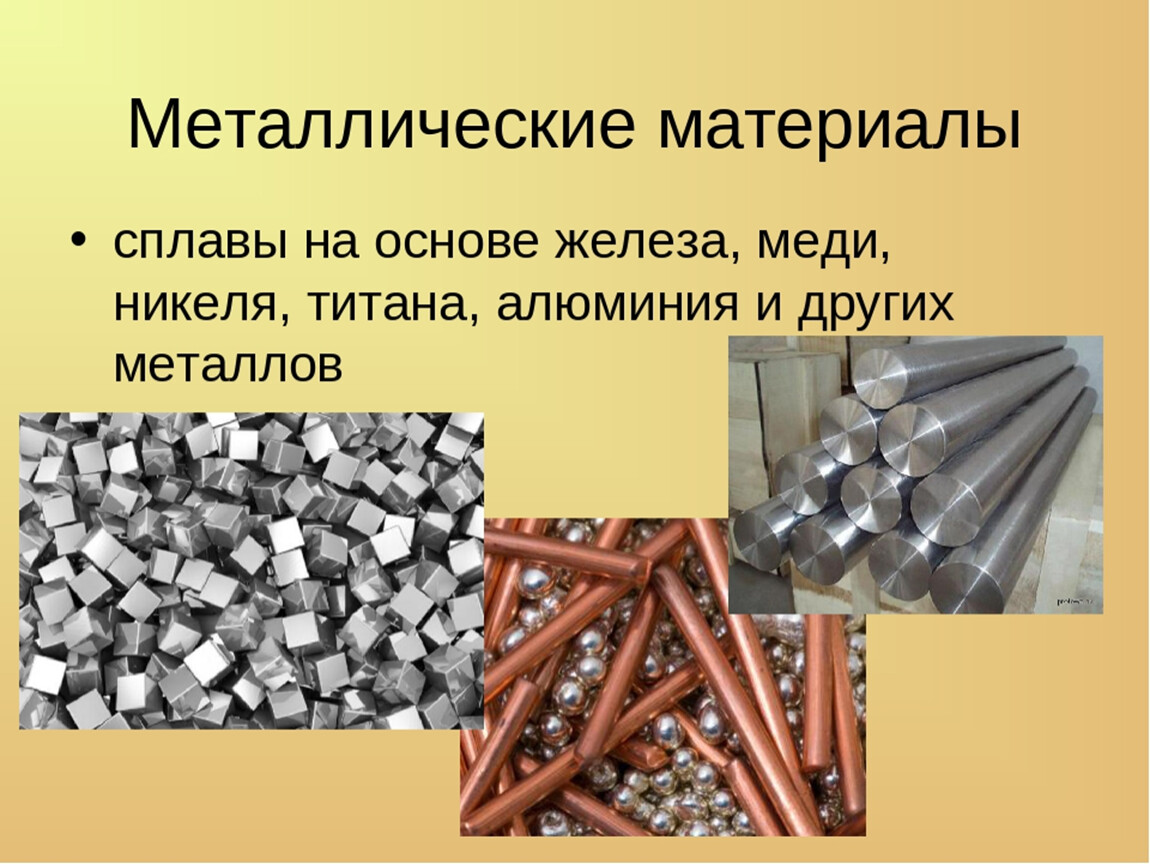 Металлические материалы
• сплавы на основе железа, меди,
никеля, титана, алюминия и других
металлов